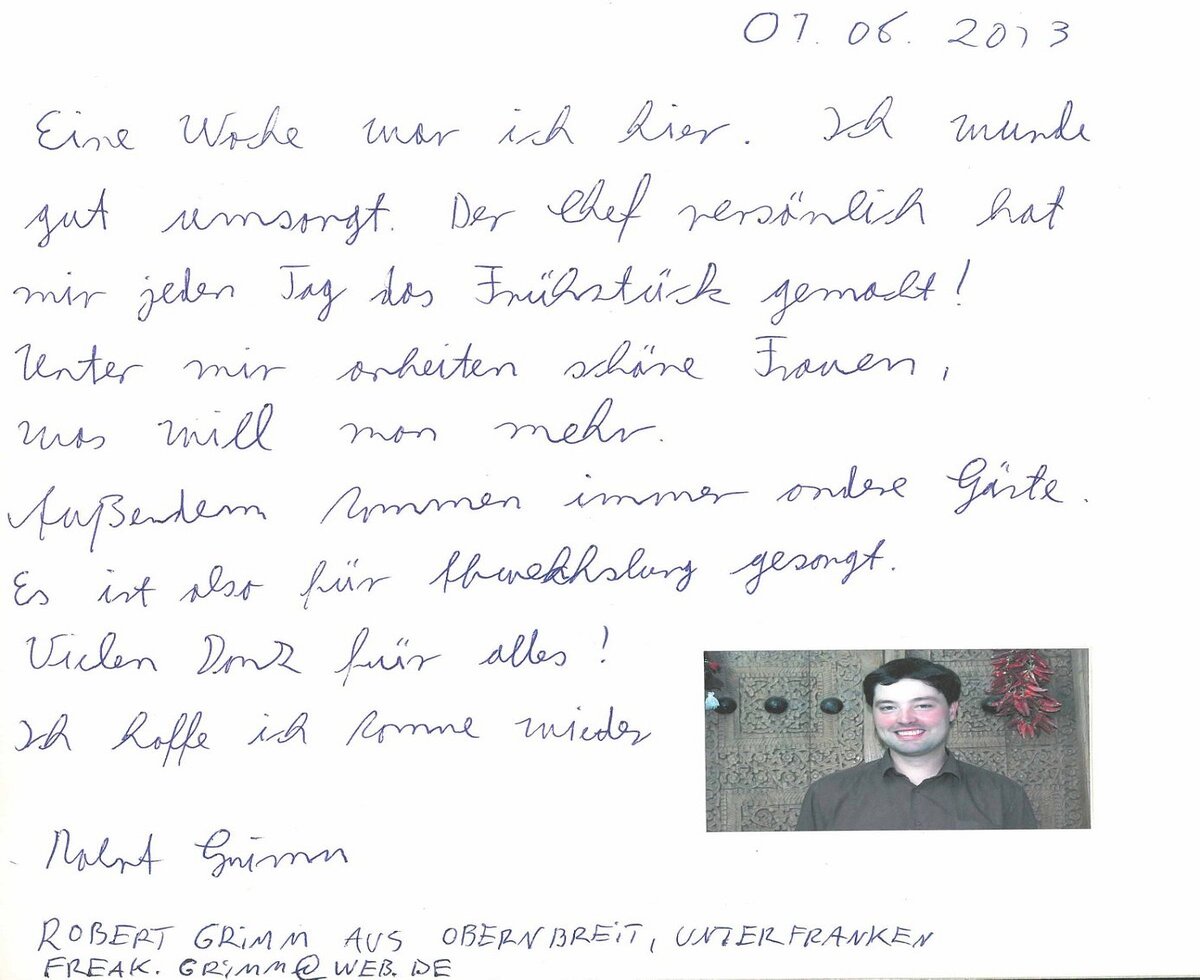 01.06.2013
Eine Woche war ich hier. Ich wurde
gut umsorgt. Der Chef persönlich hat
mir jeden Tag das Frühstück gemacht!
Unter mir arbeiten schöne Frauen,
was will man mehr.
Außerdem kommen immer andere Gäste.
Es ist also für Abwechslung gesorgt.
Vielen Dank für alles!
Ich hoffe ich komme wieder
Robert Grimm
ROBERT GRIMM AUS OBERNBREIT, UNTERFRANKEN
FREAK.GRIMM@WEB.DE